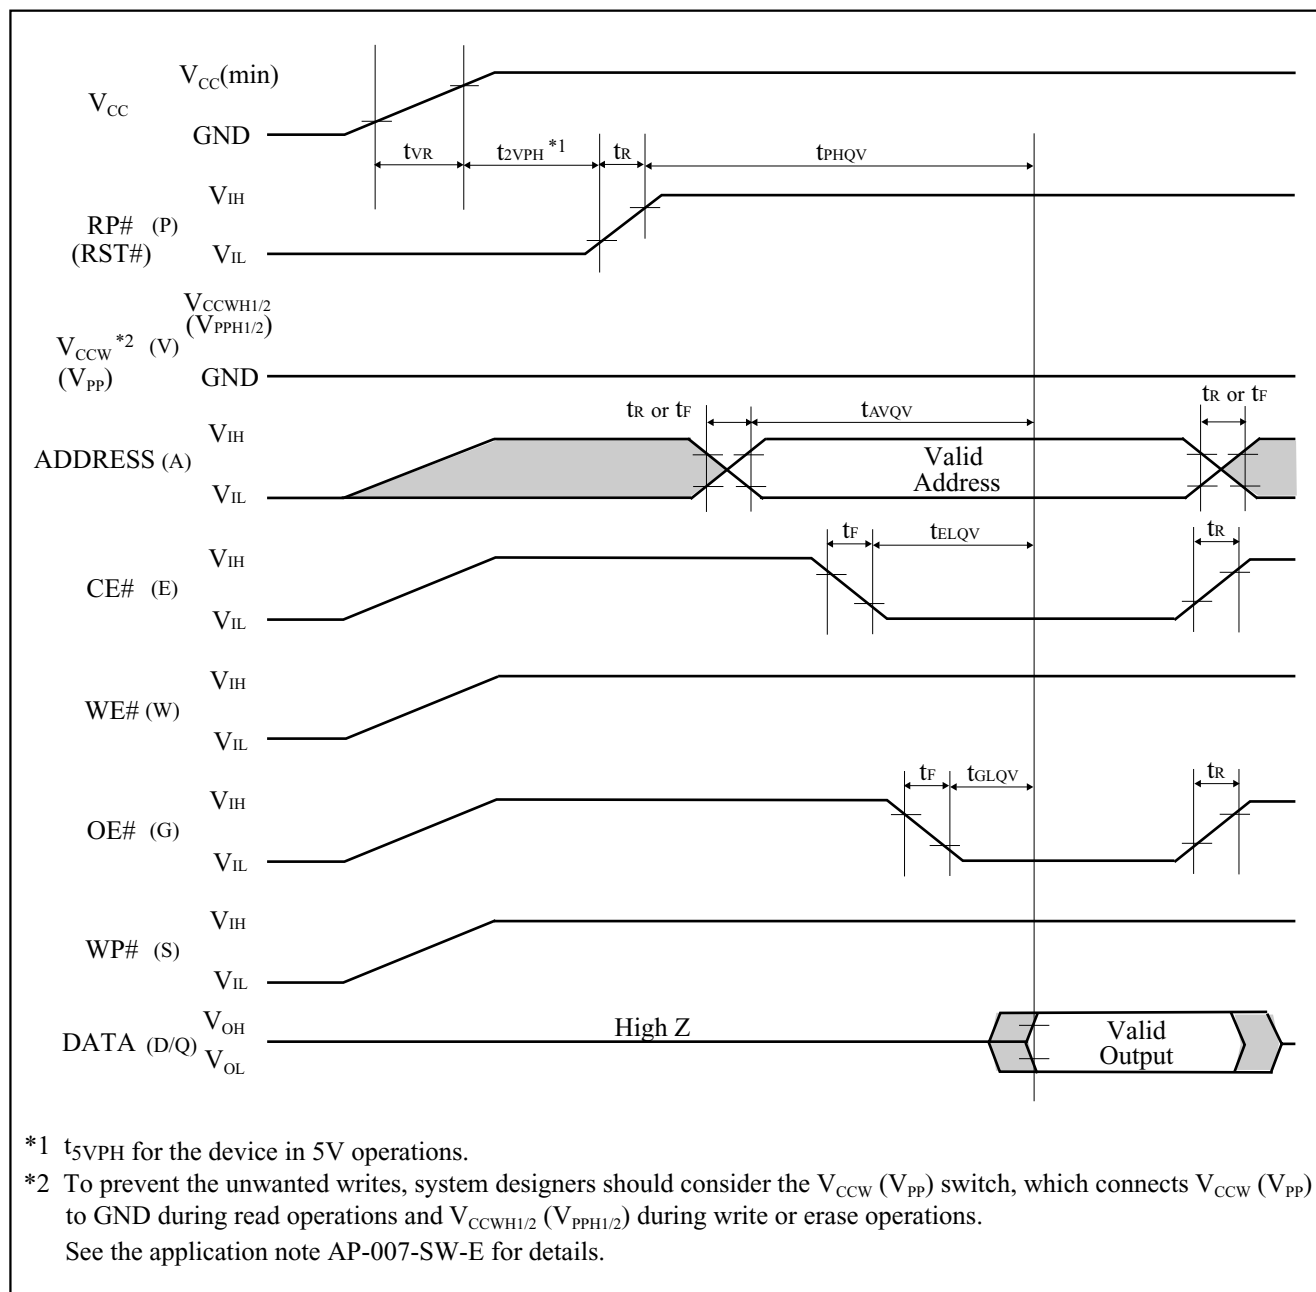 VCC(min)
VCC
GND
tVR
t2VPH *1
tR
tPHQV
VIH
RP# (P)
(RST#)
VIL
VCCWH1/2
(VPPH1/2)
VCCW *2 (V)
(VPP)
GND
tR or tF
tAVQV
tR or tF
VIH
ADDRESS (A)
Valid
Address
VIL
tF
tELQV
tR
VIH
CE# (E)
VIL
VIH
WE# (W)
VIL
tF
tGLQV
tR
VIH
OE# (G)
VIL
VIH
WP# (S)
VIL
VOH
High Z
DATA (D/Q)
Valid
Output
VOL
*1 t5VPH for the device in 5V operations.
*2 To prevent the unwanted writes, system designers should consider the VCCW (VPP) switch, which connects VCCW (VPP)
to GND during read operations and VCCWH1/2 (VPPH1/2) during write or erase operations.
See the application note AP-007-SW-E for details.